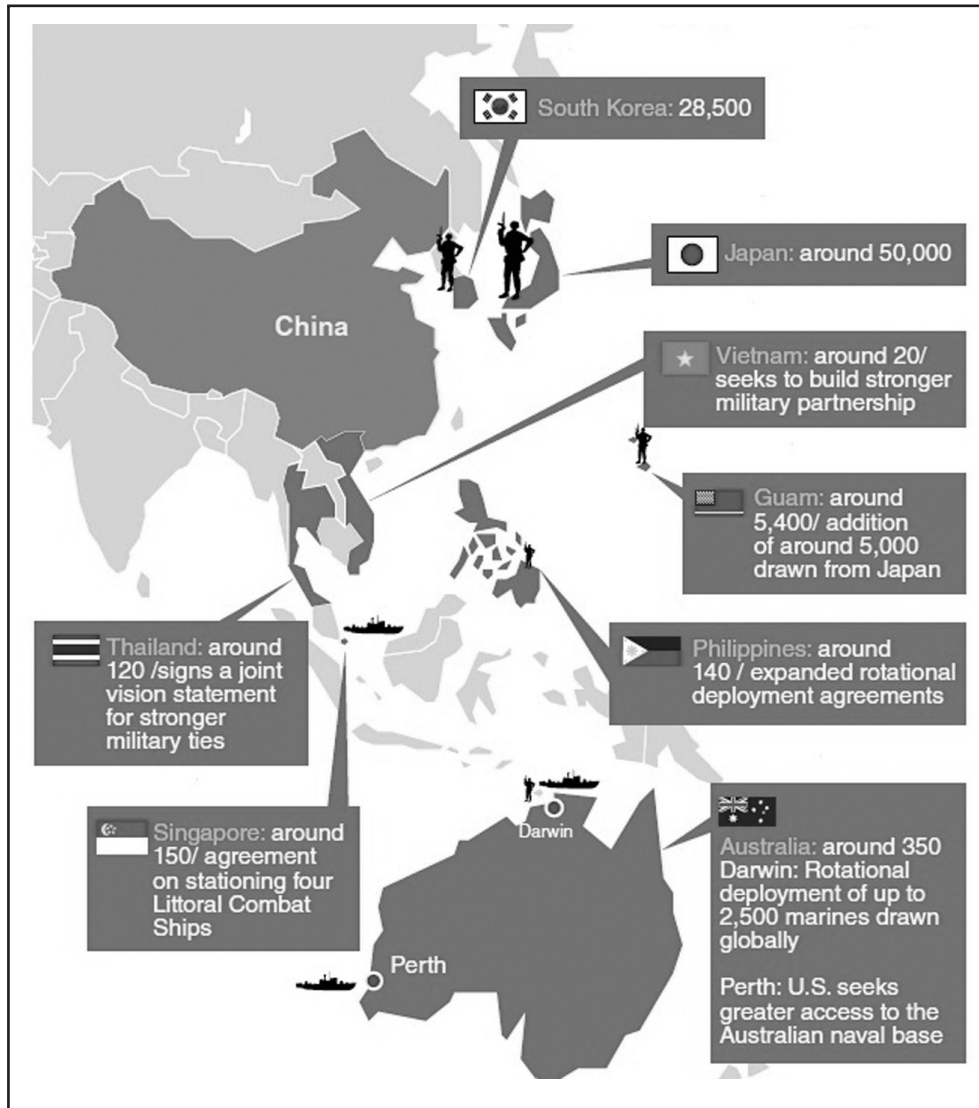 South Korea: 28,500
Japan: around 50,000
China
Vietnam: around 20/
seeks to build stronger
military partnership
Guam: around
5,400/ addition
of around 5,000
drawn from Japan
Thailand: around
120 /signs a joint
vision statement
for stronger
military ties
Philippines: around
140 / expanded rotational
deployment agreements
Singapore: around
150/ agreement
on stationing four
Littoral Combat
Ships
Darwin
Perth
Australia: around 350
Darwin: Rotational
deployment of up to
2,500 marines drawn
globally
Perth: U.S. seeks
greater access to the
Australian naval base